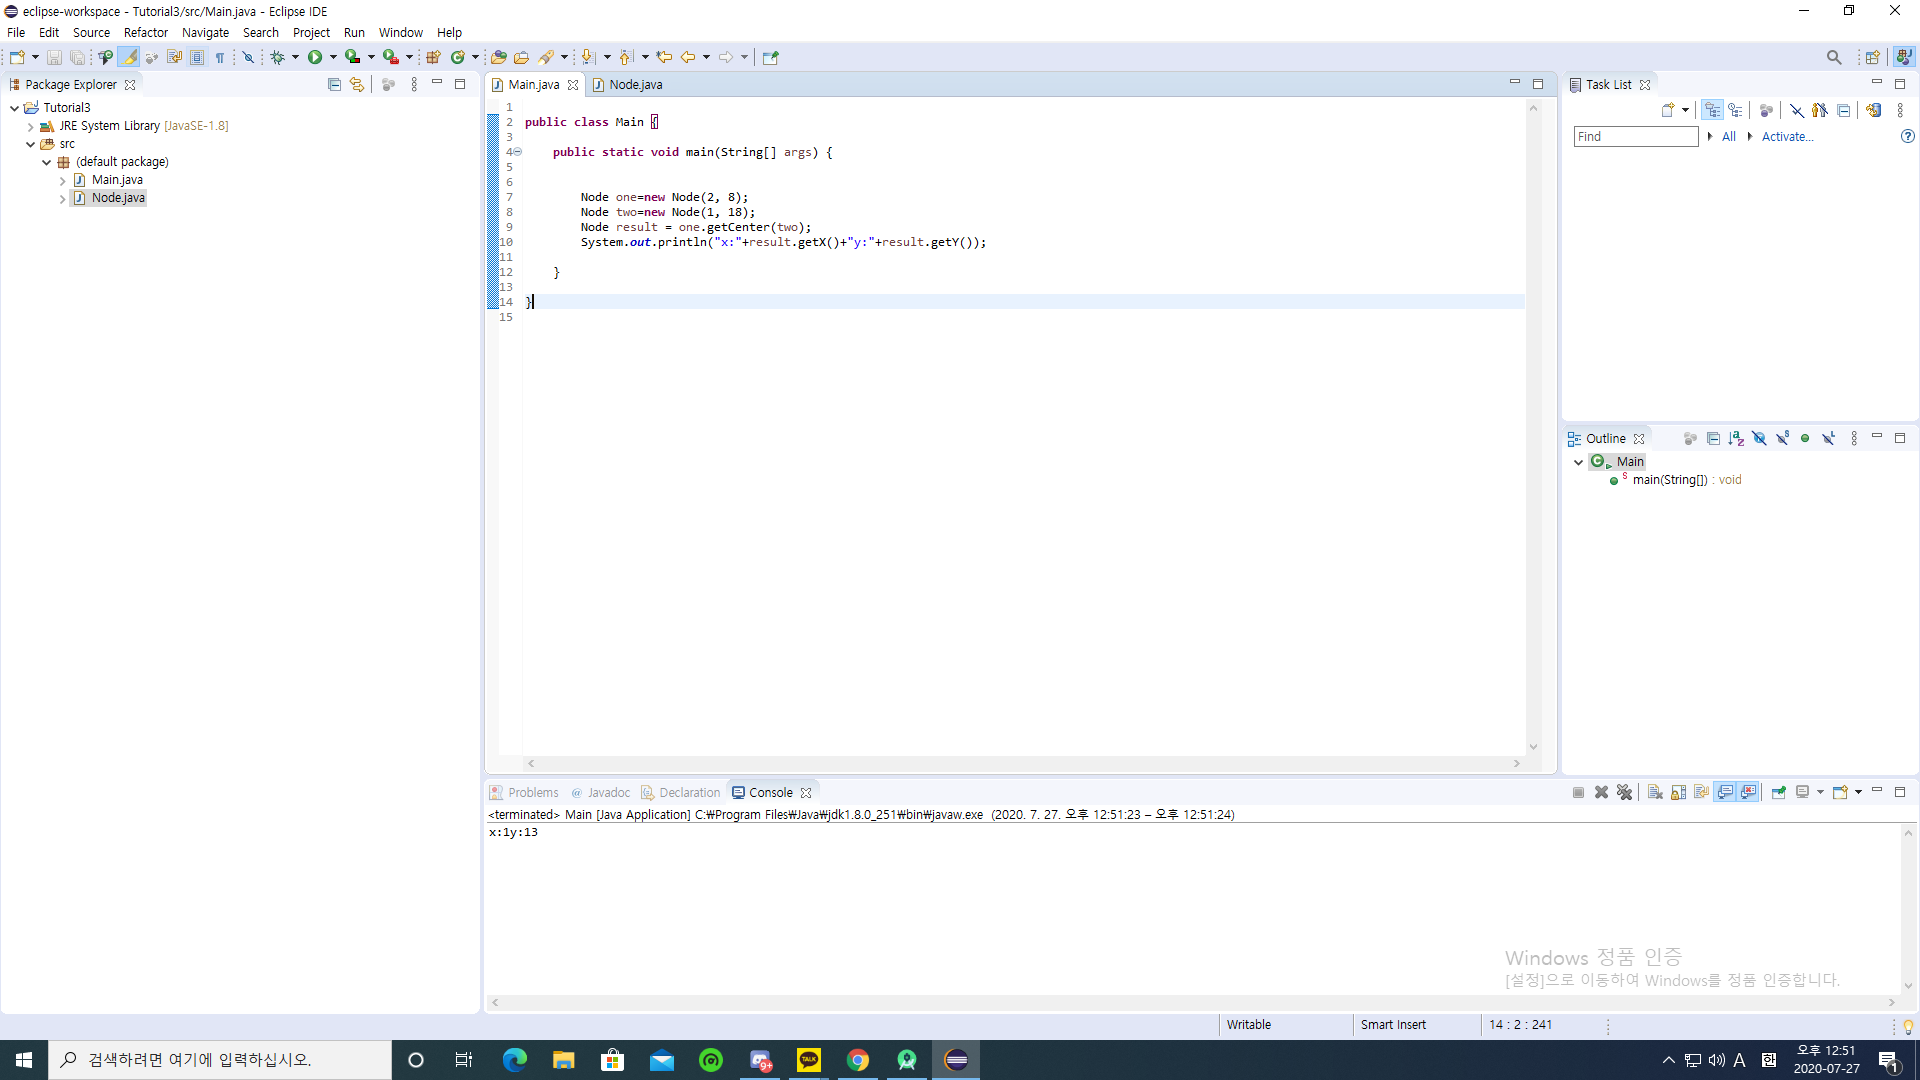 eclipse-workspace - Tutorial3/src/Main.java - Eclipse IDE
File Edit Source Refactor Navigate Search Project Run Window Help
Package Explorer
Tutorial3
JRE System Library [JavaSE-1.8]
src
(default package)
Main.java
Node.java
Main.java Node.java
1
2 public class Main {
3
4 public static void main(String[] args) {
5
6
7 Node one=new Node(2, 8);
8 Node two=new Node(1, 18);
9 Node result = one.getCenter(two);
10 System.out.println("x:"+result.getX()+"y:"+result.getY());
11
12 }
13
14 }
15
Task List
Find All Activate...
Outline
Main
main(String[]) : void
Problems Javadoc Declaration Console
<terminated> Main [Java Application] C:₩Program Files₩Java₩jdk1.8.0_251₩bin₩javaw.exe (2020. 7. 27. 오후 12:51:23 – 오후 12:51:24)
x:1y:13
Windows 정품 인증
[설정]으로 이동하여 Windows를 정품 인증합니다.
Writable Smart Insert 14 : 2 : 241
검색하려면 여기에 입력하십시오.
9+
TALK
A 한
오후 12:51
2020-07-27
1